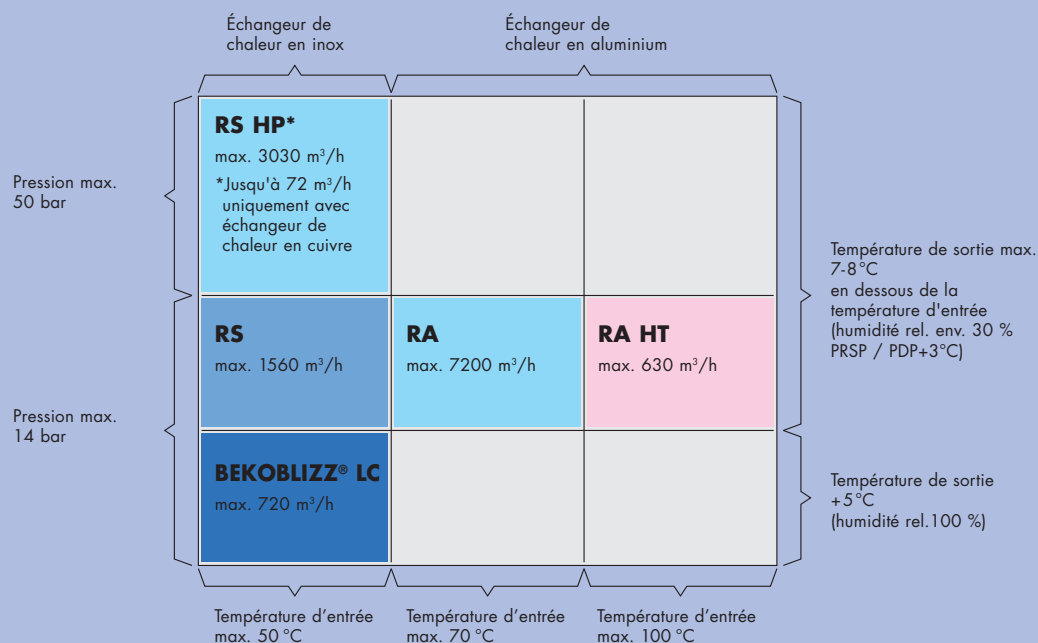 Échangeur de
chaleur en inox
Échangeur de
chaleur en aluminium
Pression max.
50 bar
RS HP*
max. 3030 m³/h
*Jusqu'à 72 m³/h
uniquement avec
échangeur de
chaleur en cuivre
Température de sortie max.
7-8°C
en dessous de la
température d'entrée
(humidité rel. env. 30 %
PRSP / PDP+3°C)
RS
max. 1560 m³/h
RA
max. 7200 m³/h
RA HT
max. 630 m³/h
Pression max.
14 bar
BEKOBLIZZ® LC
max. 720 m³/h
Température de sortie
+5°C
(humidité rel.100 %)
Température d’entrée
max. 50 °C
Température d’entrée
max. 70 °C
Température d’entrée
max. 100 °C